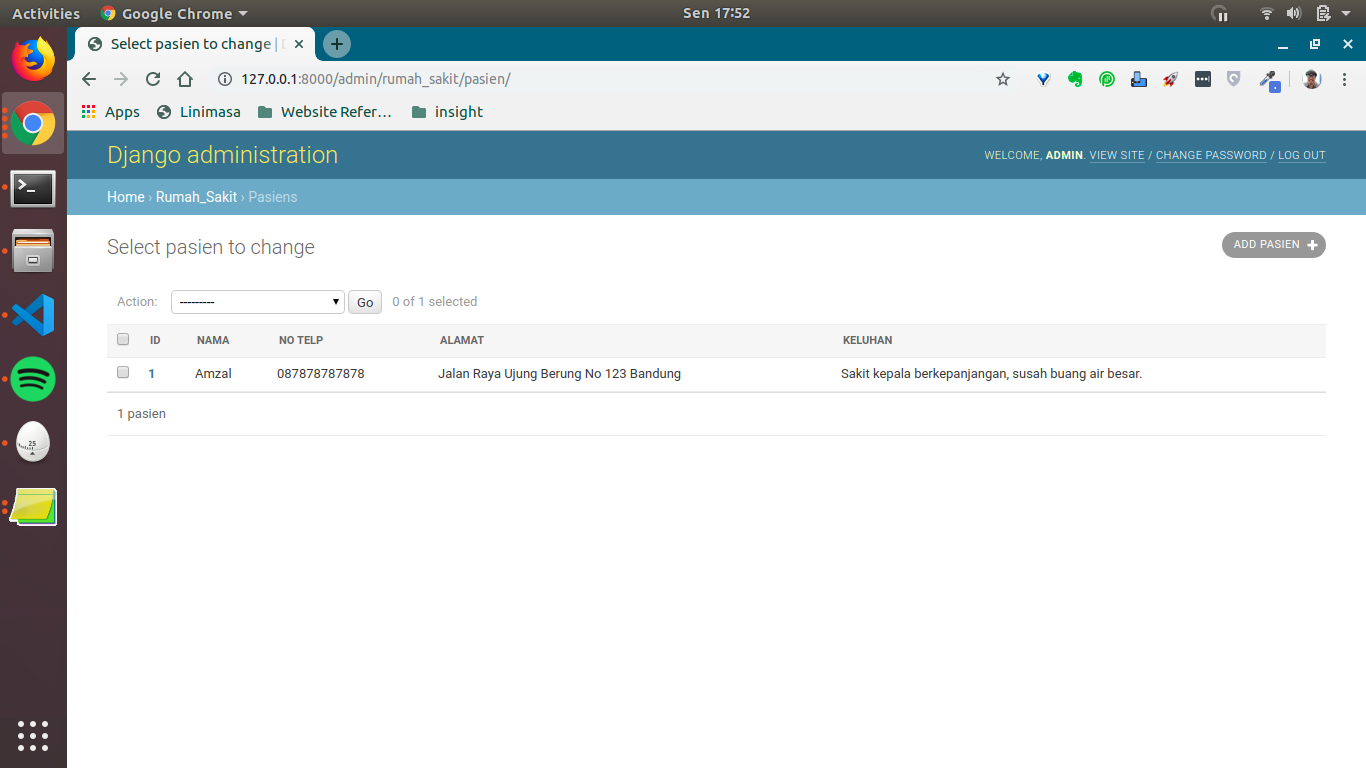 Activities Google Chrome Sen 17:52
Select pasien to change |
127.0.0.1:8000/admin/rumah_sakit/pasien/
Apps Linimasa Website Refer... insight
Django administration WELCOME, ADMIN. VIEW SITE / CHANGE PASSWORD / LOG OUT
Home › Rumah_Sakit › Pasiens
Select pasien to change ADD PASIEN
Action: --------- Go 0 of 1 selected
ID NAMA NO TELP ALAMAT KELUHAN
1 Amzal 087878787878 Jalan Raya Ujung Berung No 123 Bandung Sakit kepala berkepanjangan, susah buang air besar.
1 pasien
25